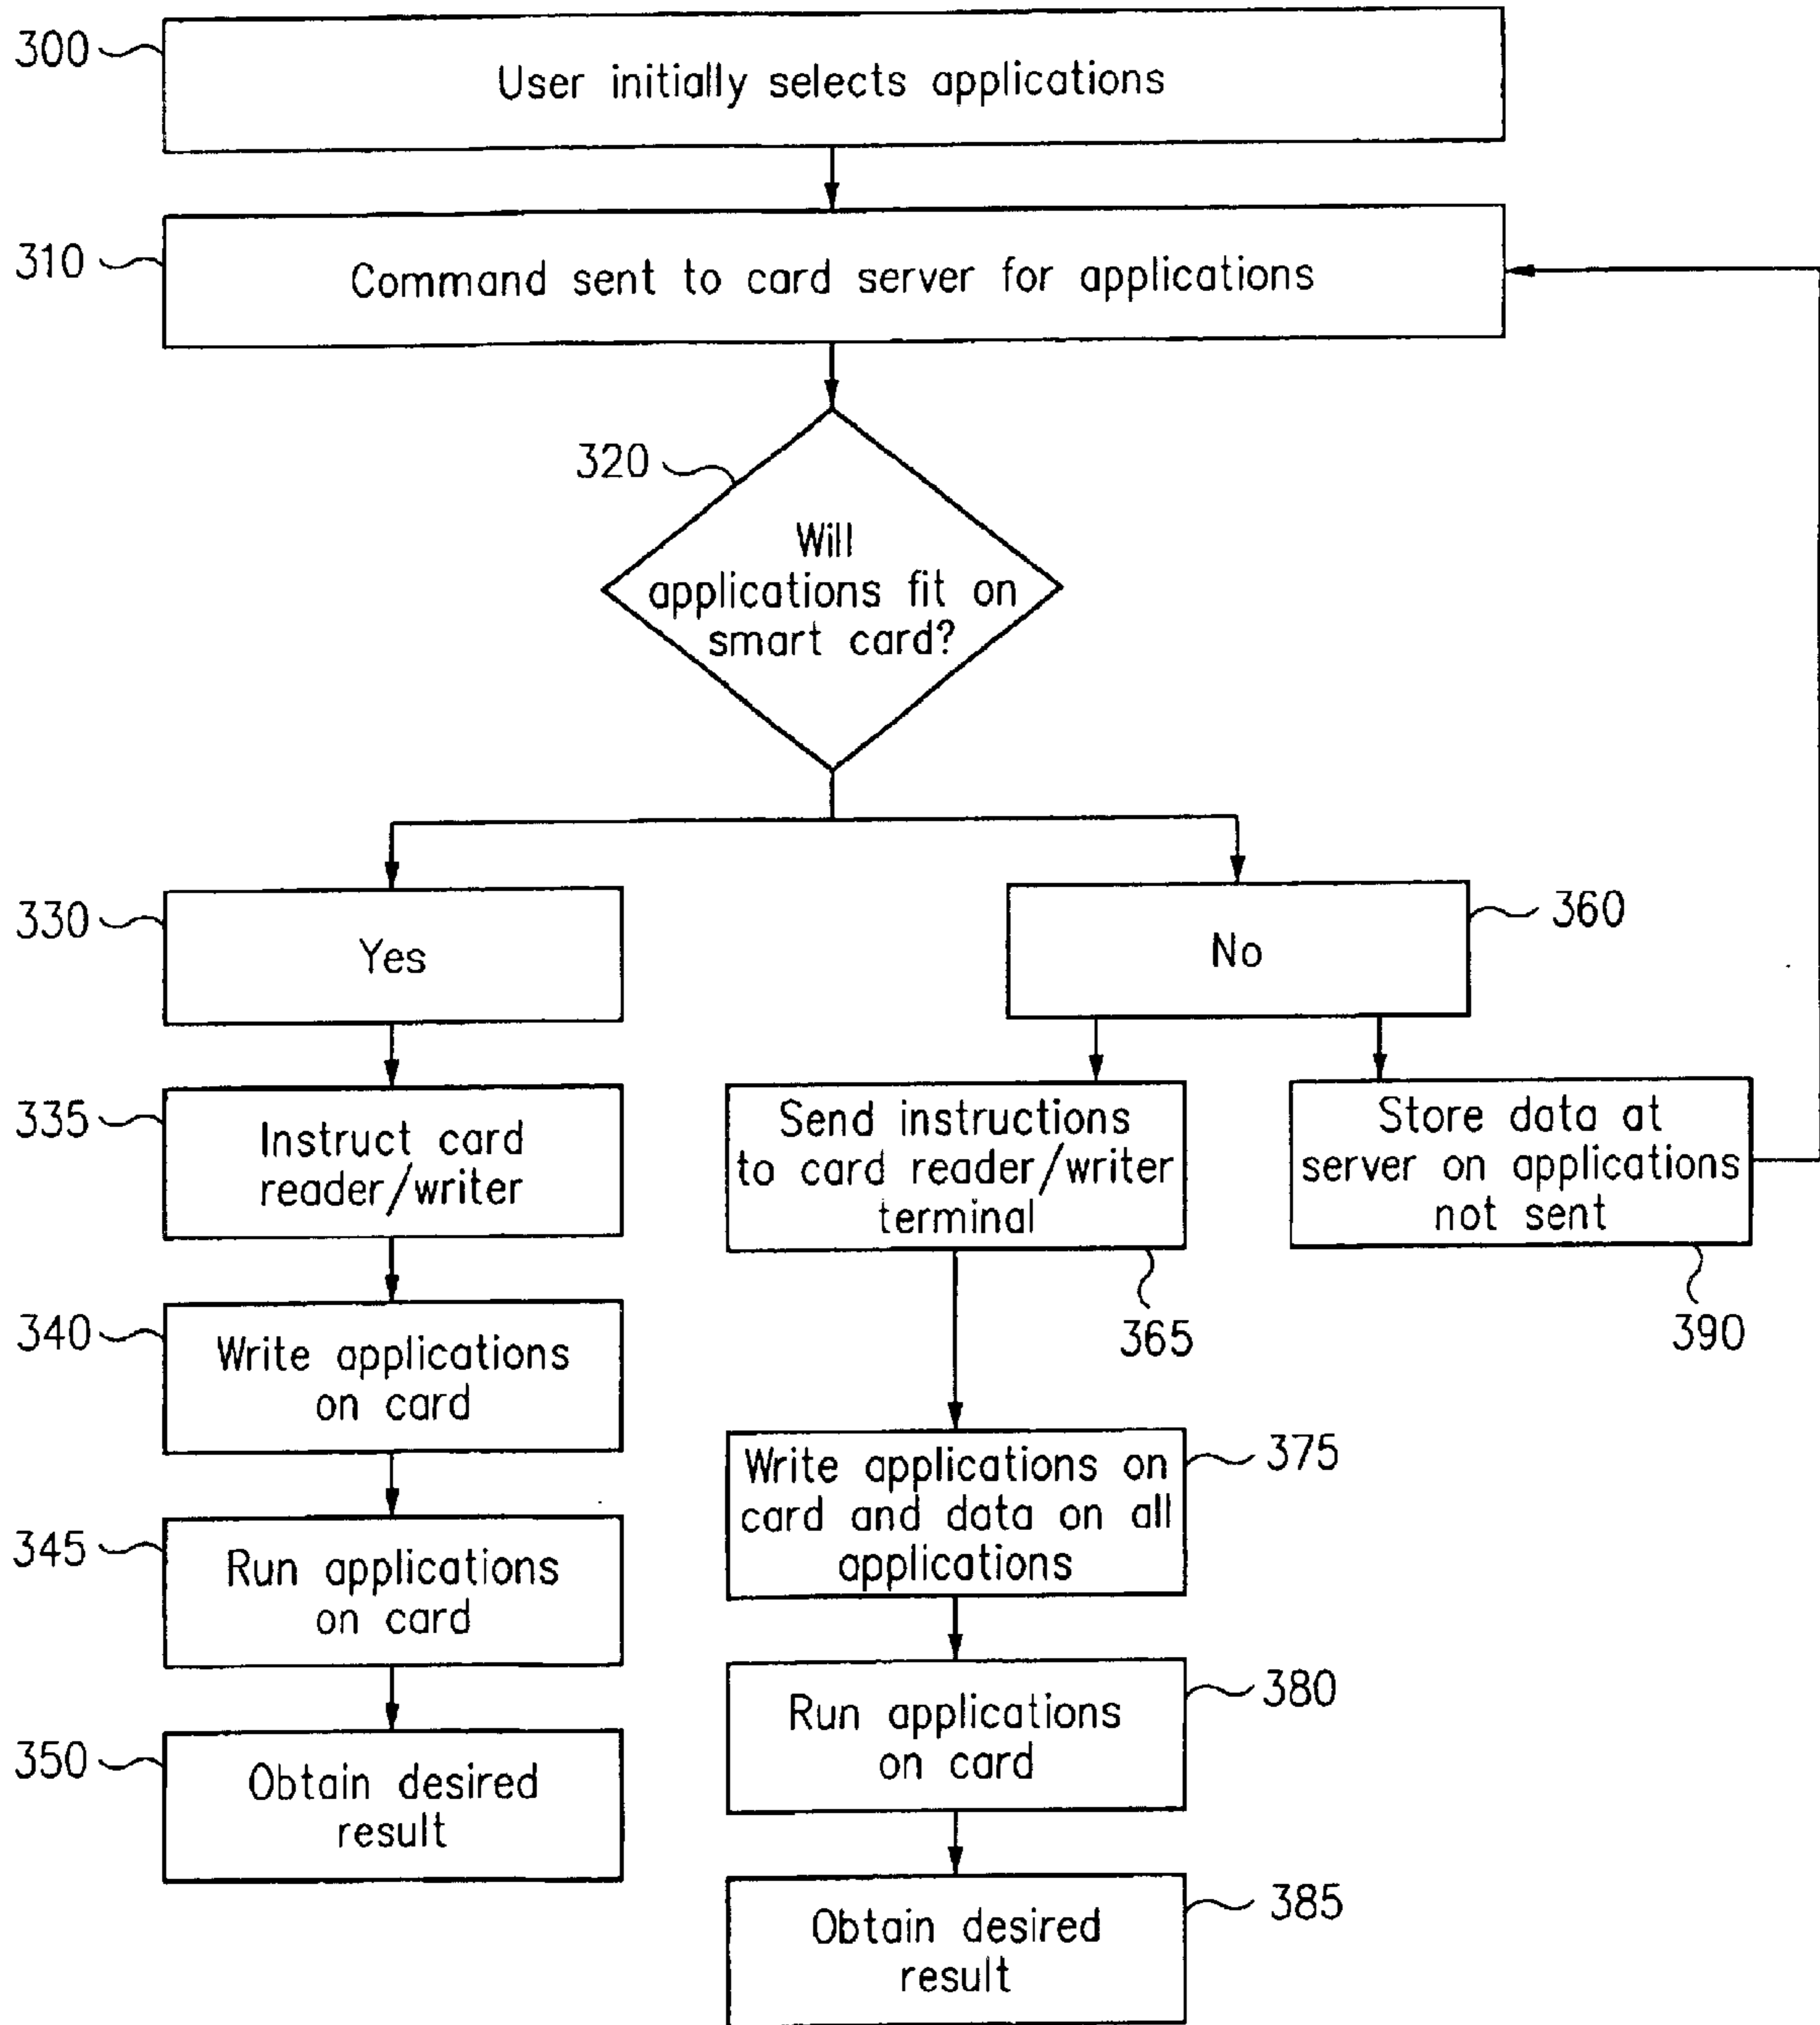 300
User initially selects applications
310
Command sent to card server for applications
320
Will
applications fit on
smart card?
330
Yes
360
No
335
Instruct card
reader/writer
Send instructions
to card reader/writer
terminal
365
Store data at
server on applications
not sent
390
340
Write applications
on card
375
Write applications on
card and data on all
applications
345
Run applications
on card
380
Run applications
on card
350
Obtain desired
result
385
Obtain desired
result